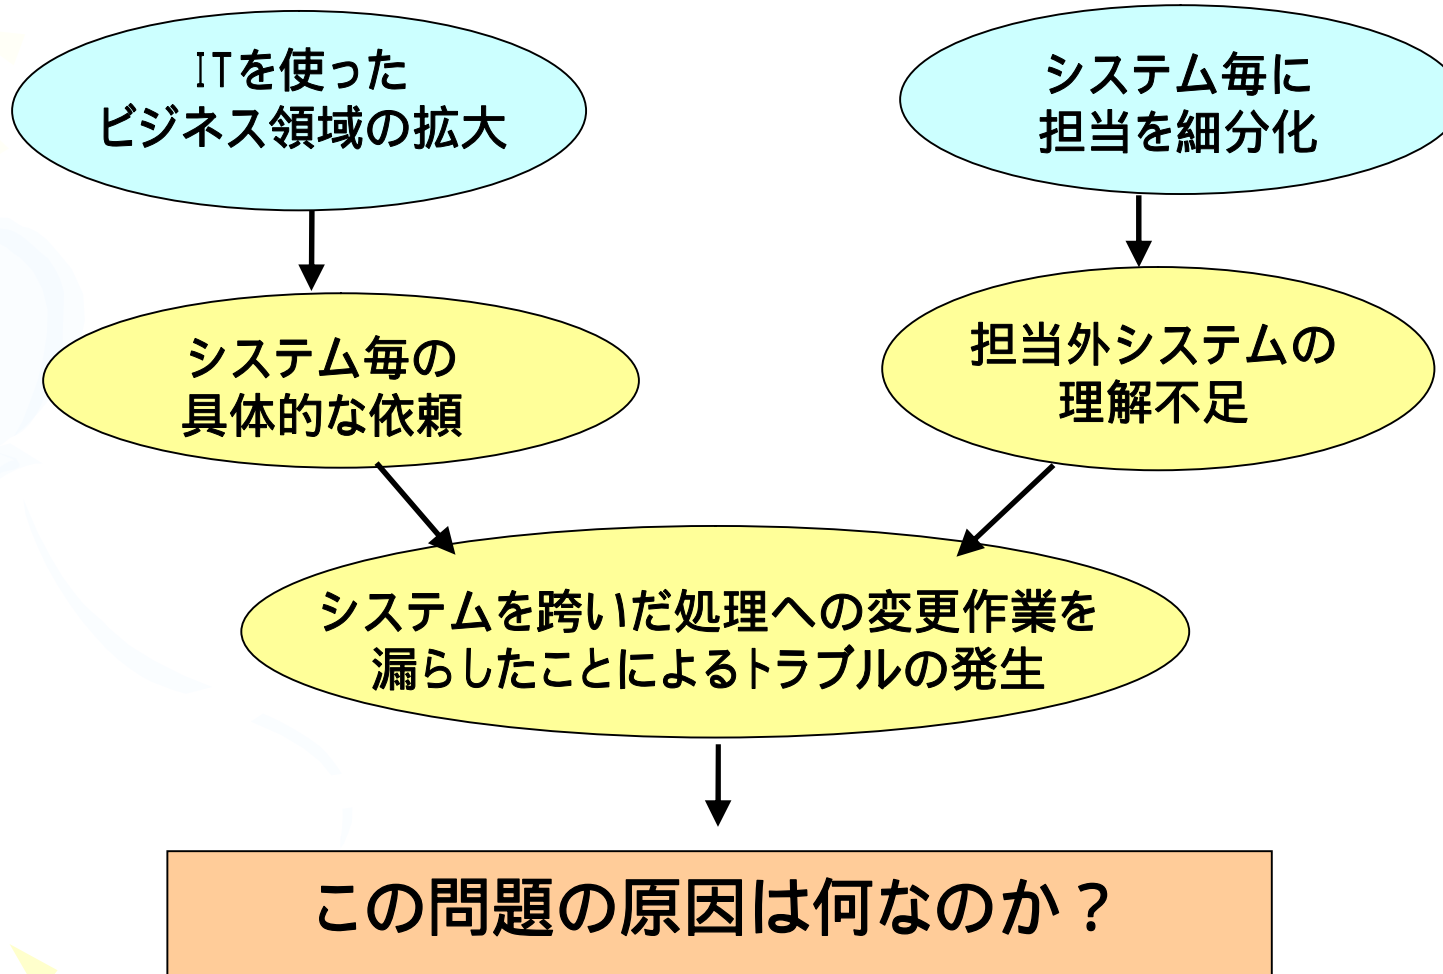 ITを使った
ビジネス領域の拡大
システム毎に
担当を細分化
システム毎の
具体的な依頼
担当外システムの
理解不足
システムを跨いだ処理への変更作業を
漏らしたことによるトラブルの発生
この問題の原因は何なのか？